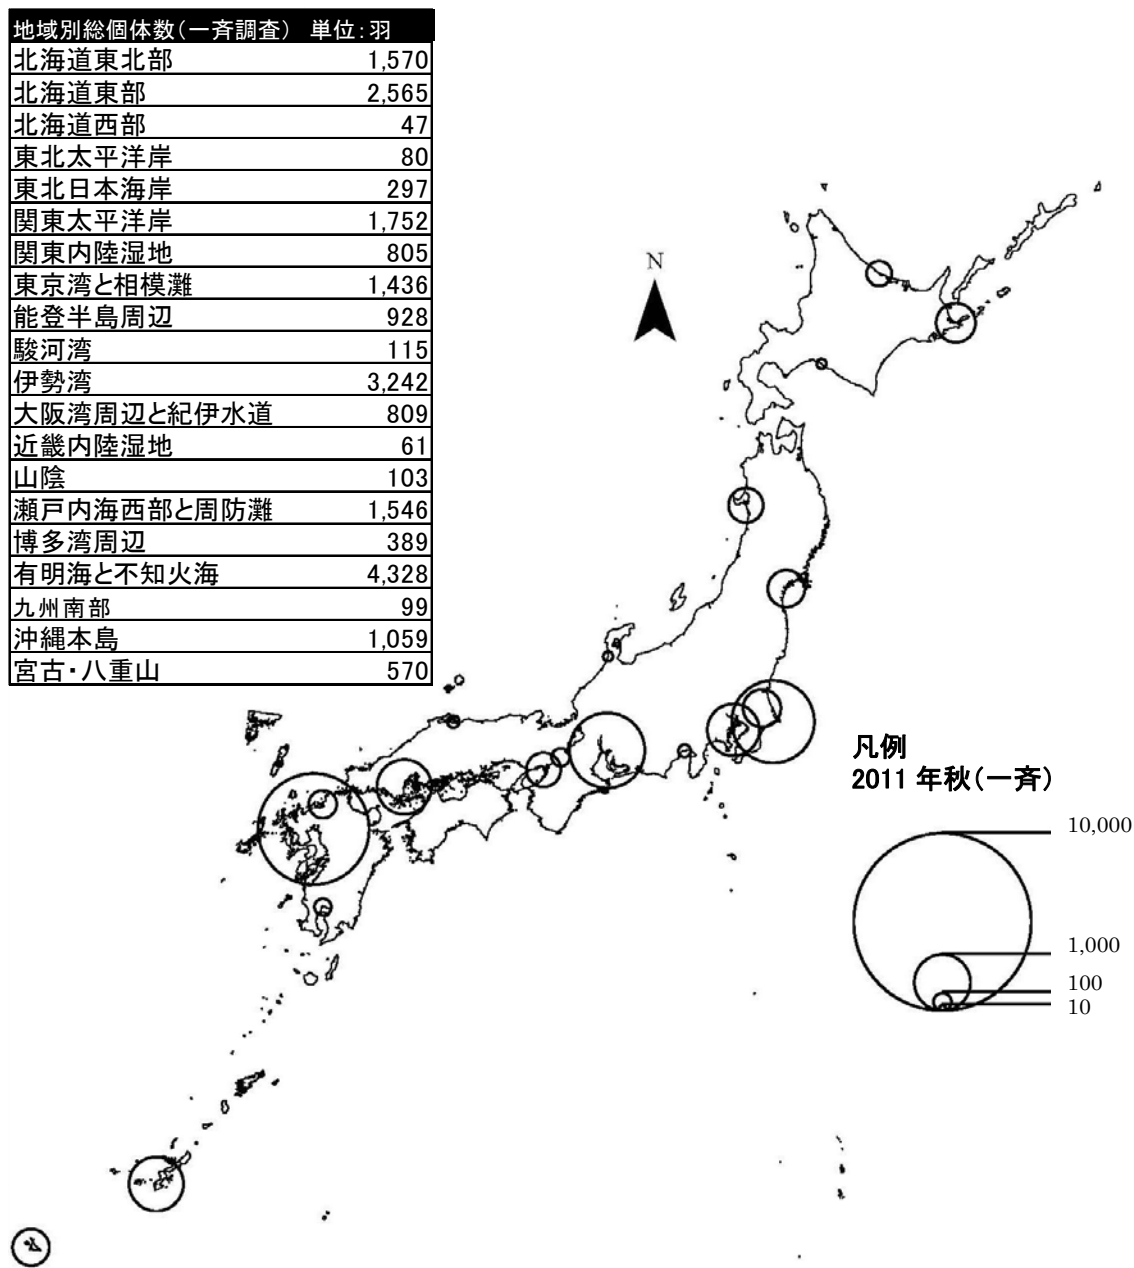 地域別総個体数(一斉調査) 単位:羽
北海道東北部 1,570
北海道東部 2,565
北海道西部 47
東北太平洋岸 80
東北日本海岸 297
関東太平洋岸 1,752
関東内陸湿地 805
東京湾と相模灘 1,436
能登半島周辺 928
駿河湾 115
伊勢湾 3,242
大阪湾周辺と紀伊水道 809
近畿内陸湿地 61
山陰 103
瀬戸内海西部と周防灘 1,546
博多湾周辺 389
有明海と不知火海 4,328
九州南部 99
沖縄本島 1,059
宮古・八重山 570
N
凡例
2011 年秋(一斉)
10,000
1,000
100
10